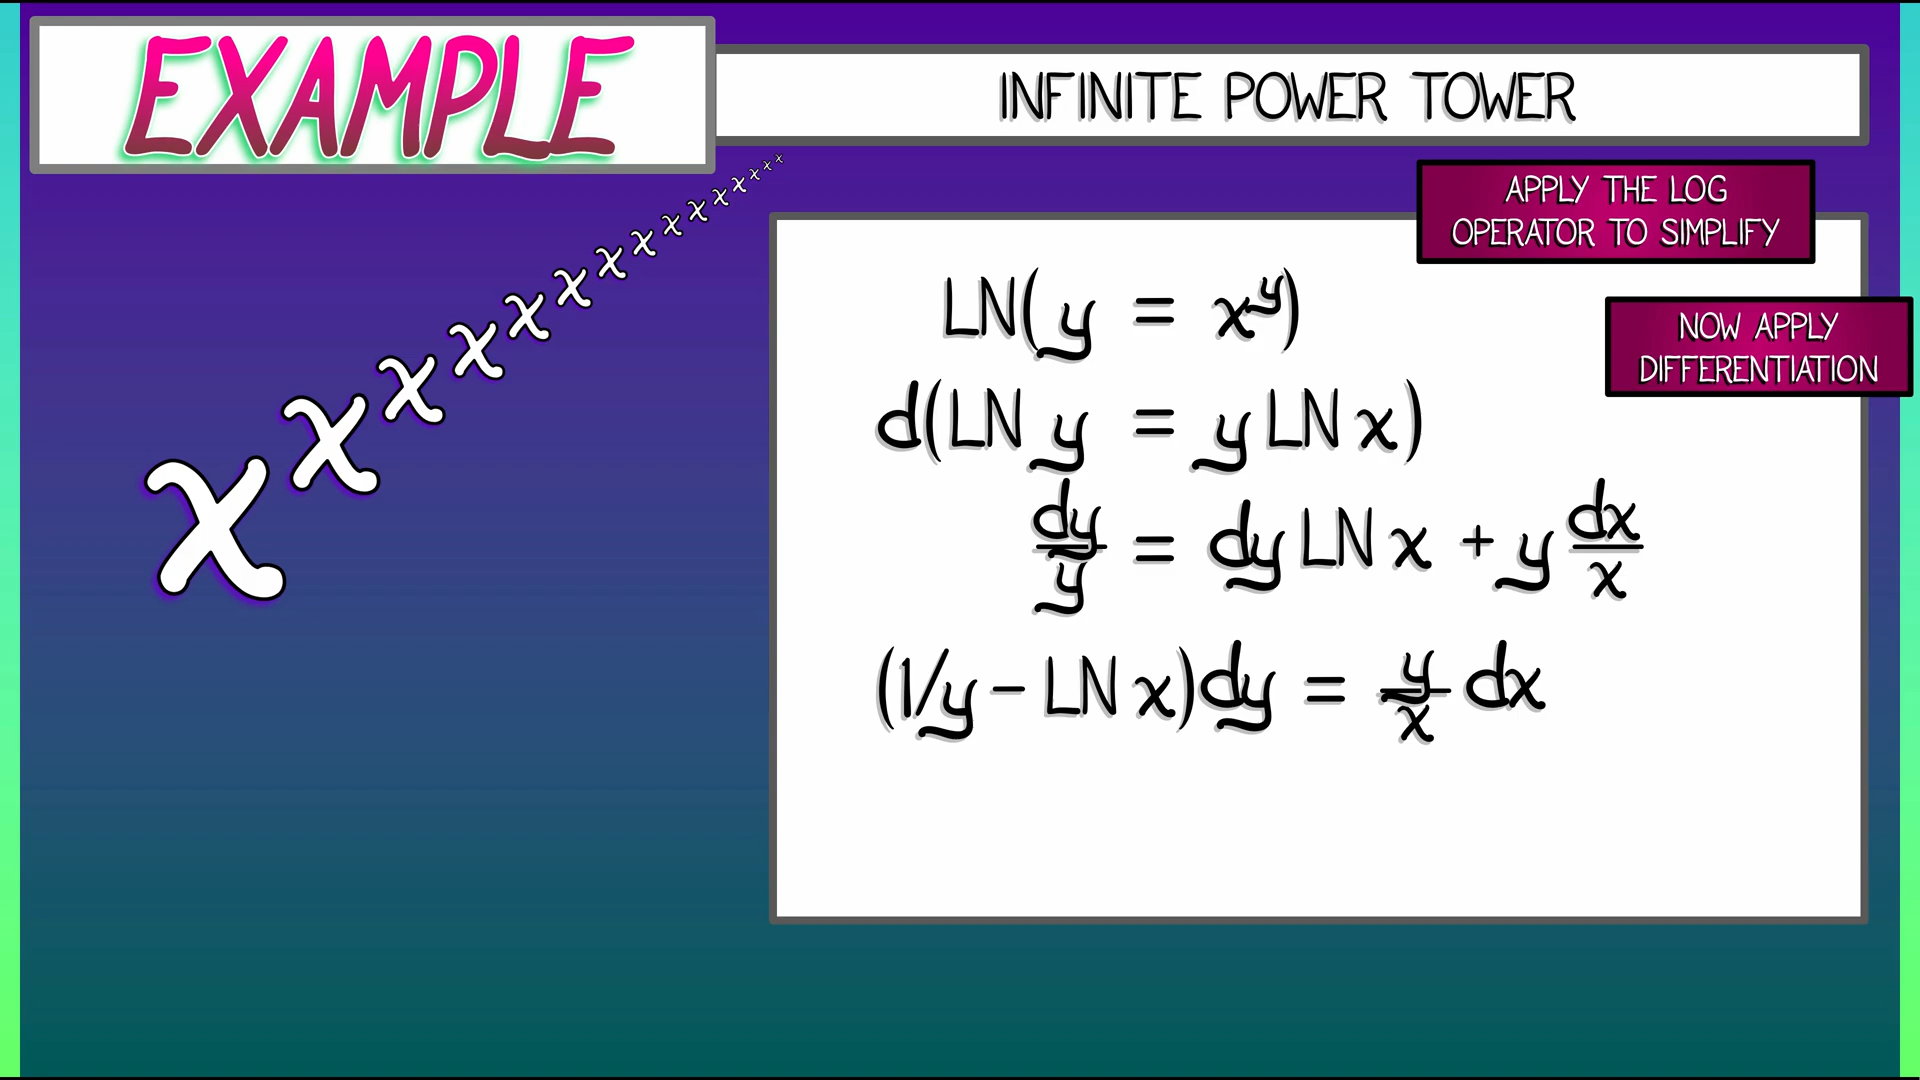 EXAMPLE
INFINITE POWER TOWER
x^x^x^x^x^x^x^x^x^x^x^x^x^x^x^x
APPLY THE LOG
OPERATOR TO SIMPLIFY
LN(y = x^y)
NOW APPLY
DIFFERENTIATION
d(LN y = y LN x)
dy/y = dy LN x + y dx/x
(1/y - LN x)dy = y/x dx